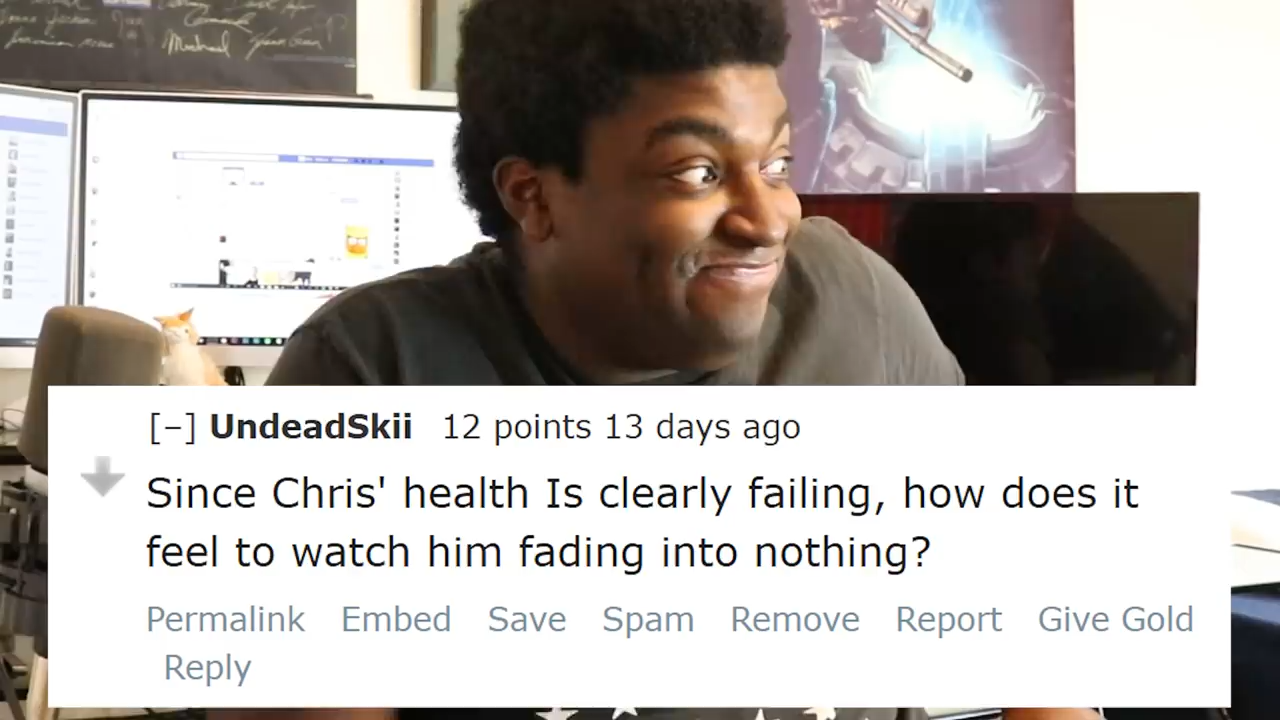 Michael
[–] UndeadSkii 12 points 13 days ago
Since Chris' health Is clearly failing, how does it
feel to watch him fading into nothing?
Permalink Embed Save Spam Remove Report Give Gold
Reply